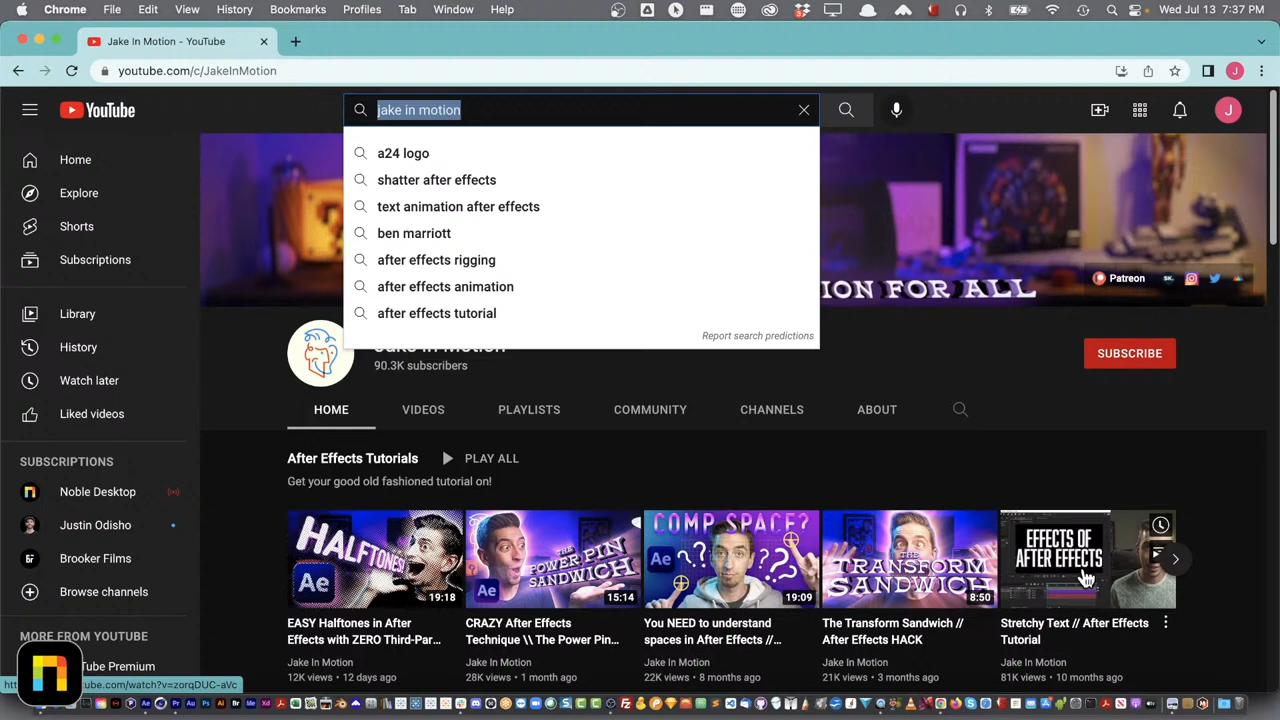 Chrome File Edit View History Bookmarks Profiles Tab Window Help Wed Jul 13 7:37 PM
Jake In Motion - YouTube
youtube.com/c/JakeInMotion
YouTube
jake in motion
a24 logo
shatter after effects
text animation after effects
ben marriott
after effects rigging
after effects animation
after effects tutorial
Report search predictions
Home
Explore
Shorts
Subscriptions
Library
History
Watch later
Liked videos
SUBSCRIPTIONS
Noble Desktop
Justin Odisho
Brooker Films
Browse channels
MORE FROM YOUTUBE
Tube Premium
ION FOR ALL
Patreon
Jake In Motion
90.3K subscribers
SUBSCRIBE
HOME VIDEOS PLAYLISTS COMMUNITY CHANNELS ABOUT
After Effects Tutorials PLAY ALL
Get your good old fashioned tutorial on!
HALFTONES!
Ae
19:18
THE
POWER PIN
SANDWICH
Ae
15:14
COMP SPACE?
Ae
19:09
THE
TRANSFORM
SANDWICH
8:50
EFFECTS OF
AFTER EFFECTS
EASY Halftones in After
Effects with ZERO Third-Par...
Jake In Motion
12K views • 12 days ago
CRAZY After Effects
Technique \\ The Power Pin...
Jake In Motion
28K views • 1 month ago
You NEED to understand
spaces in After Effects //...
Jake In Motion
22K views • 8 months ago
The Transform Sandwich //
After Effects HACK
Jake In Motion
21K views • 3 months ago
Stretchy Text // After Effects
Tutorial
Jake In Motion
81K views • 10 months ago
ube.com/watch?v=zorqDUC-aVc